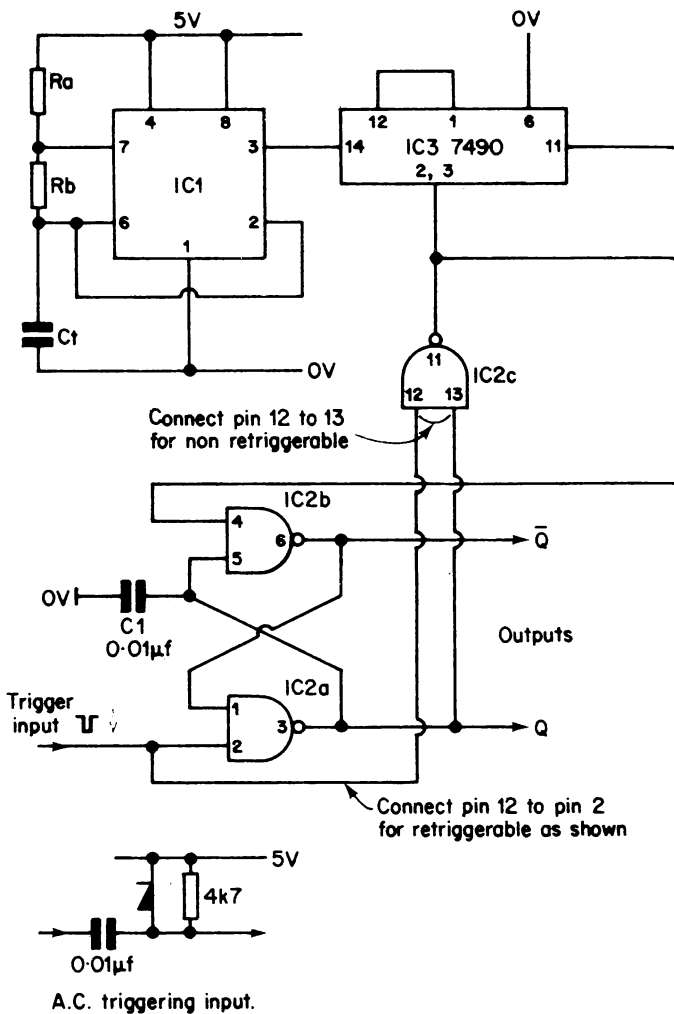 5V
0V
Ra
4
8
12
1
6
7
3
14
IC3 7490
11
2, 3
Rb
IC1
6
2
1
Ct
0V
11
IC2c
12
13
Connect pin 12 to 13
for non retriggerable
IC2b
4
6
Q̅
5
0V
C1
0·01µf
Outputs
IC2a
Trigger
input
1
3
Q
2
Connect pin 12 to pin 2
for retriggerable as shown
5V
4k7
0·01µf
A.C. triggering input.